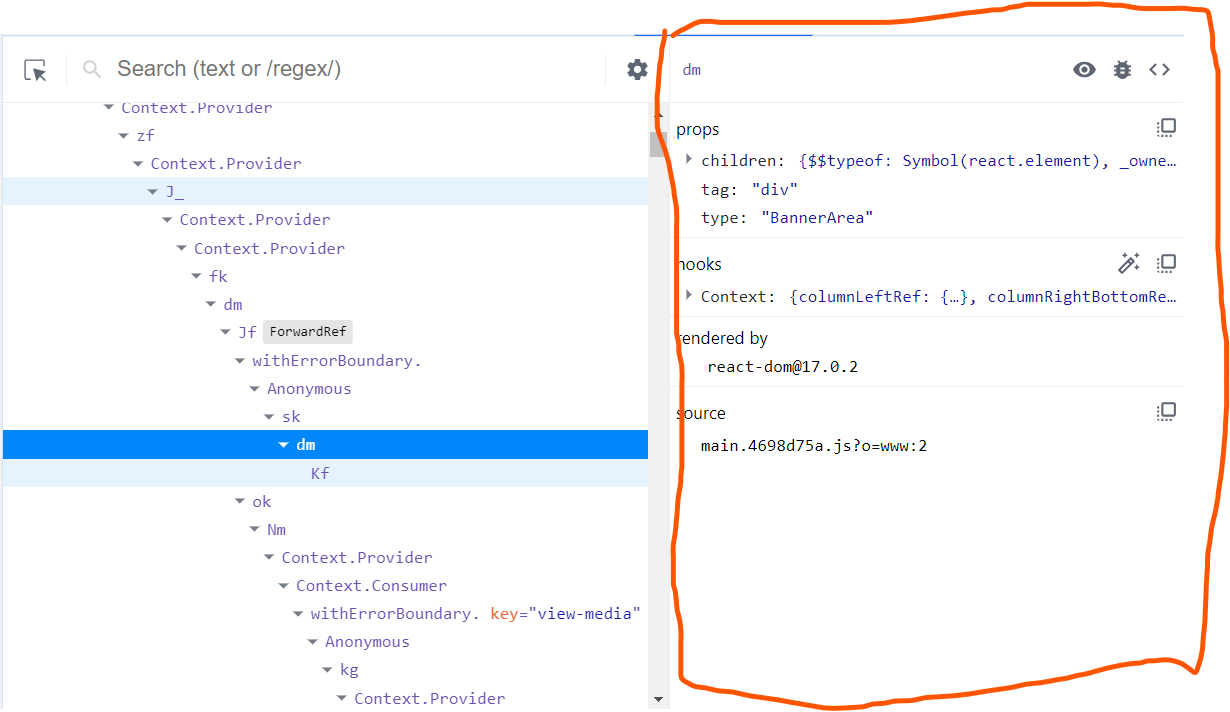 Search (text or /regex/)
Context.Provider
zf
Context.Provider
J_
Context.Provider
Context.Provider
fk
dm
Jf ForwardRef
withErrorBoundary.
Anonymous
sk
dm
Kf
ok
Nm
Context.Provider
Context.Consumer
withErrorBoundary. key="view-media"
Anonymous
kg
Context.Provider
dm
props
children: {$$typeof: Symbol(react.element), _owne…
tag: "div"
type: "BannerArea"
hooks
Context: {columnLeftRef: {…}, columnRightBottomRe…
rendered by
react-dom@17.0.2
source
main.4698d75a.js?o=www:2